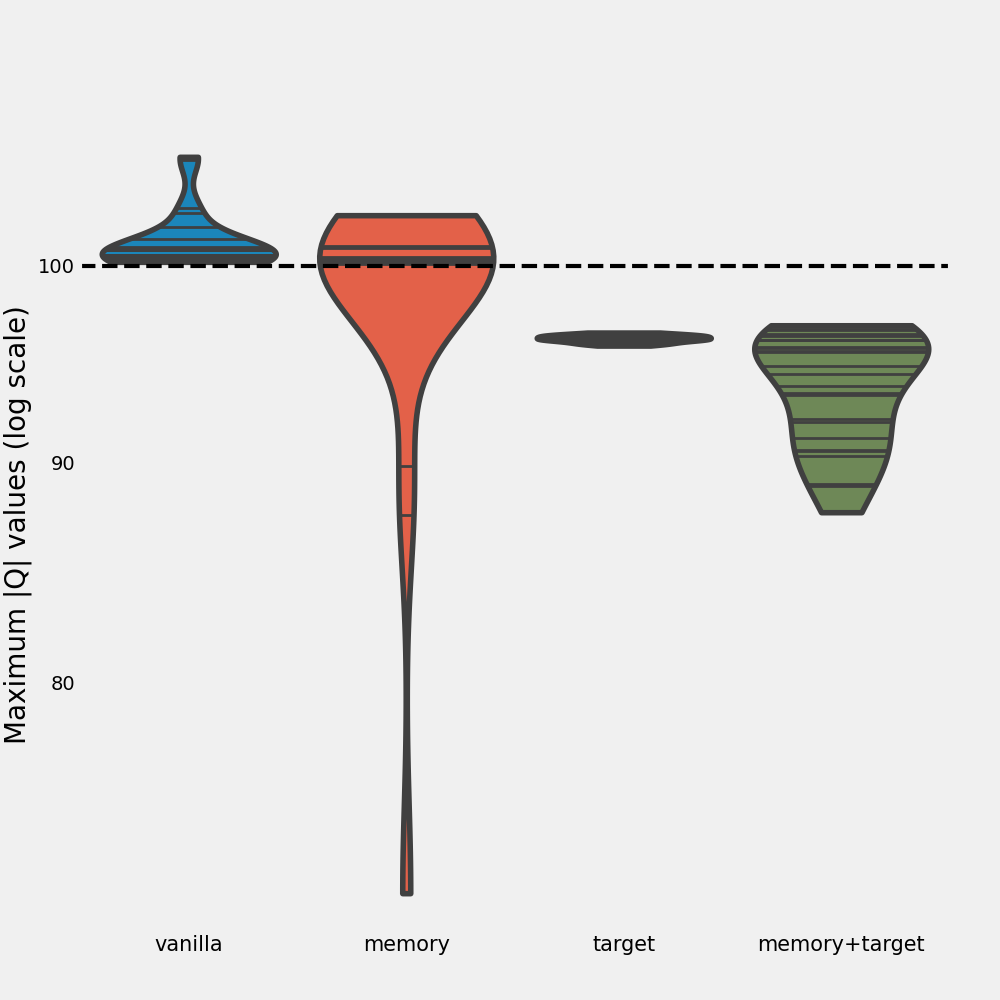 100
90
80
Maximum |Q| values (log scale)
vanilla
memory
target
memory+target